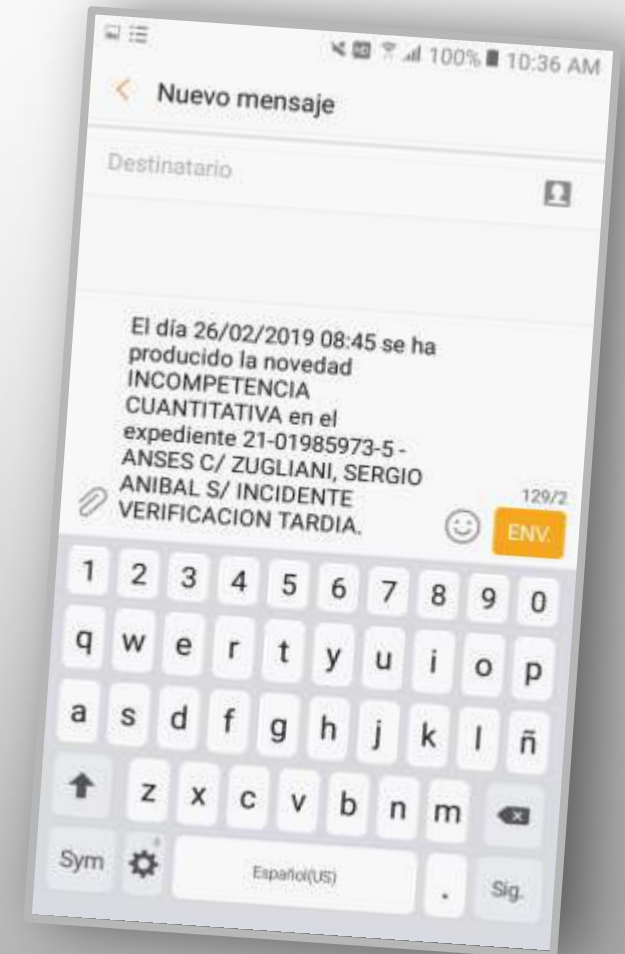 100% 10:36 AM
Nuevo mensaje
Destinatario
El día 26/02/2019 08:45 se ha
producido la novedad
INCOMPETENCIA
CUANTITATIVA en el
expediente 21-01985973-5 -
ANSES C/ ZUGLIANI, SERGIO
ANIBAL S/ INCIDENTE
VERIFICACION TARDIA.
129/2
ENV.
1 2 3 4 5 6 7 8 9 0
q w e r t y u i o p
a s d f g h j k l ñ
z x c v b n m
Sym Español(US) . Sig.